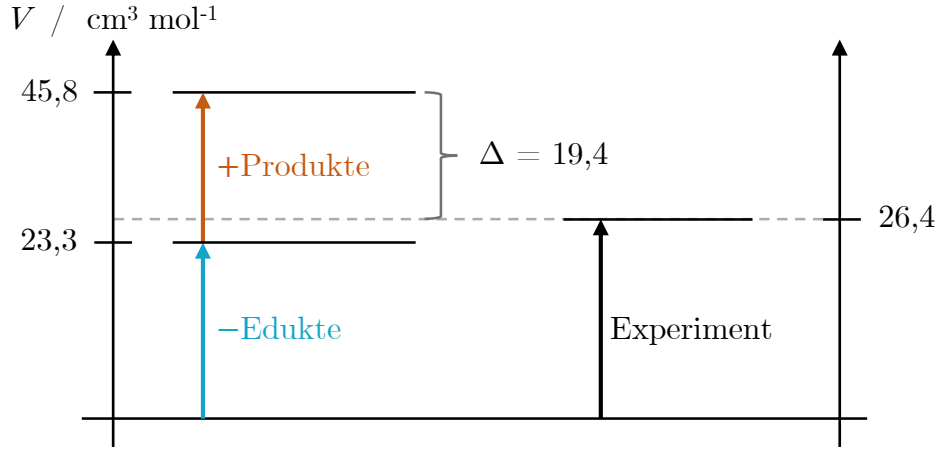 V / cm³ mol⁻¹
45,8
+Produkte
Δ = 19,4
26,4
23,3
−Edukte
Experiment